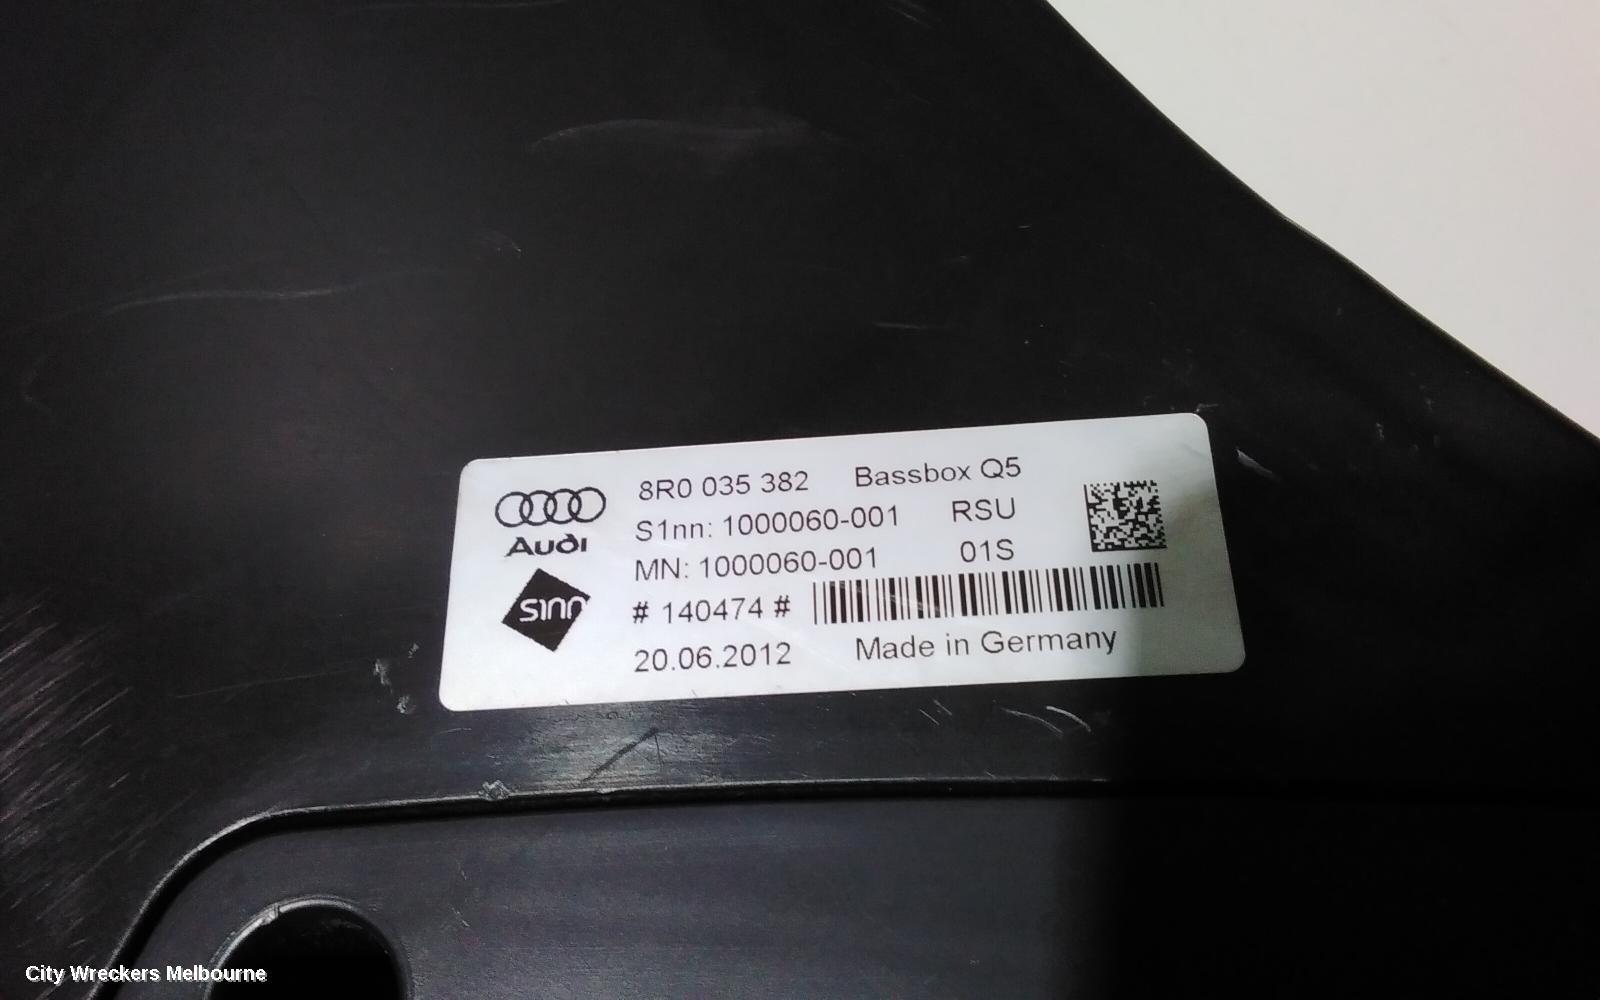 8R0 035 382 Bassbox Q5
S1nn: 1000060-001 RSU
MN: 1000060-001 01S
# 140474 #
20.06.2012 Made in Germany
Audi
S1nn
City Wreckers Melbourne